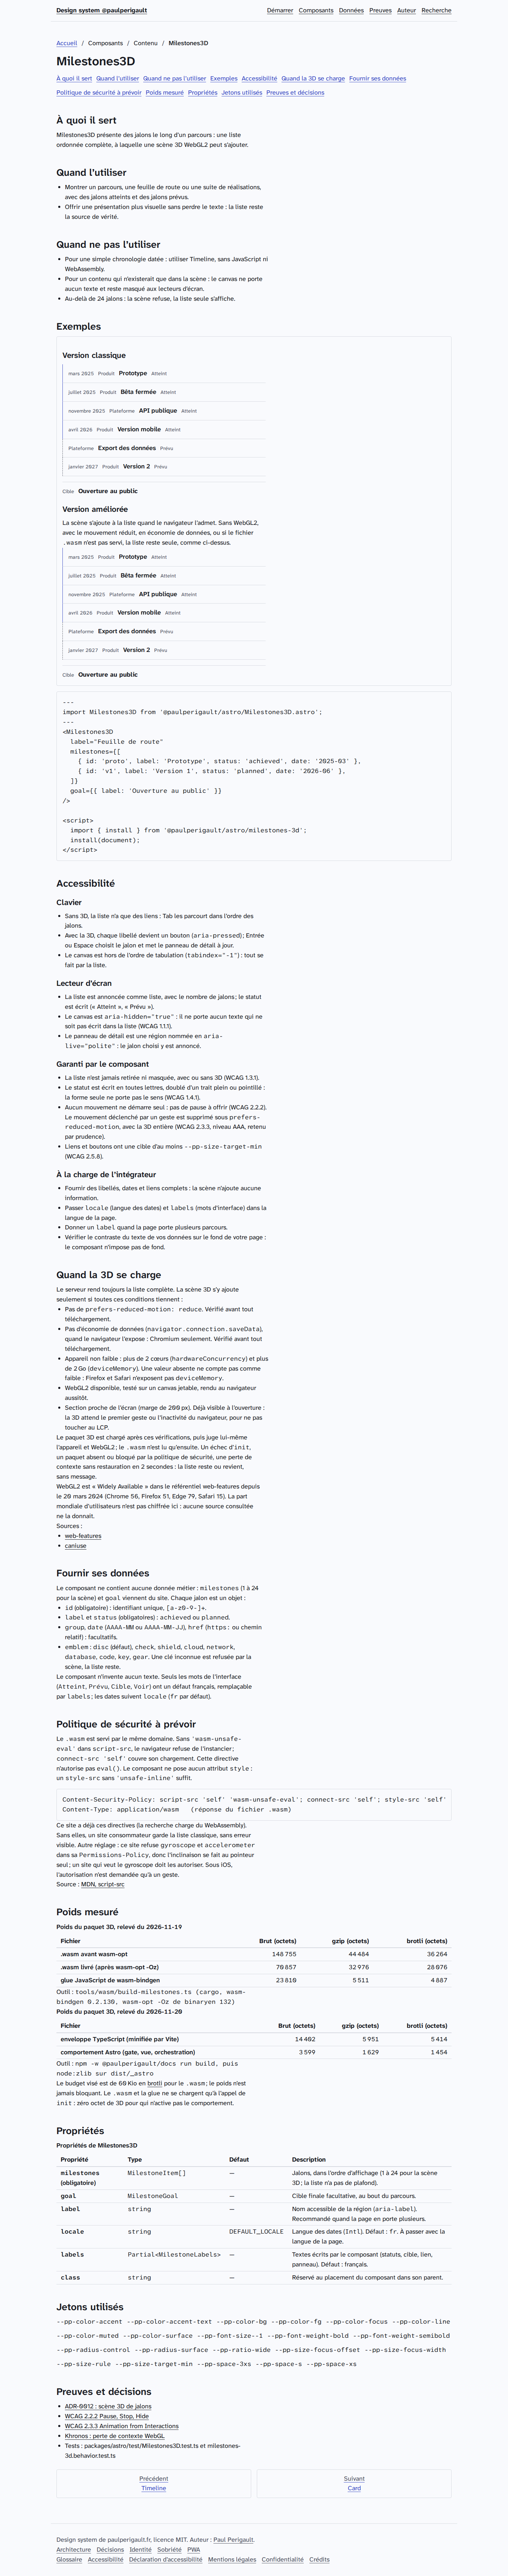 Design system @paulperigault
Démarrer Composants Données Preuves Auteur Recherche
Accueil / Composants / Contenu / Milestones3D
Milestones3D
À quoi il sert Quand l'utiliser Quand ne pas l'utiliser Exemples Accessibilité Quand la 3D se charge Fournir ses données
Politique de sécurité à prévoir Poids mesuré Propriétés Jetons utilisés Preuves et décisions
À quoi il sert
Milestones3D présente des jalons le long d'un parcours : une liste
ordonnée complète, à laquelle une scène 3D WebGL2 peut s'ajouter.
Quand l'utiliser
• Montrer un parcours, une feuille de route ou une suite de réalisations,
avec des jalons atteints et des jalons prévus.
• Offrir une présentation plus visuelle sans perdre le texte : la liste reste
la source de vérité.
Quand ne pas l'utiliser
• Pour une simple chronologie datée : utiliser Timeline, sans JavaScript ni
WebAssembly.
• Pour un contenu qui n'existerait que dans la scène : le canvas ne porte
aucun texte et reste masqué aux lecteurs d'écran.
• Au-delà de 24 jalons : la scène refuse, la liste seule s'affiche.
Exemples
Version classique
mars 2025 Produit Prototype Atteint
juillet 2025 Produit Bêta fermée Atteint
novembre 2025 Plateforme API publique Atteint
avril 2026 Produit Version mobile Atteint
Plateforme Export des données Prévu
janvier 2027 Produit Version 2 Prévu
Cible Ouverture au public
Version améliorée
La scène s'ajoute à la liste quand le navigateur l'admet. Sans WebGL2,
avec le mouvement réduit, en économie de données, ou si le fichier
.wasm n'est pas servi, la liste reste seule, comme ci-dessus.
mars 2025 Produit Prototype Atteint
juillet 2025 Produit Bêta fermée Atteint
novembre 2025 Plateforme API publique Atteint
avril 2026 Produit Version mobile Atteint
Plateforme Export des données Prévu
janvier 2027 Produit Version 2 Prévu
Cible Ouverture au public
---
import Milestones3D from '@paulperigault/astro/Milestones3D.astro';
---
<Milestones3D
label="Feuille de route"
milestones={[
{ id: 'proto', label: 'Prototype', status: 'achieved', date: '2025-03' },
{ id: 'v1', label: 'Version 1', status: 'planned', date: '2026-06' },
]}
goal={{ label: 'Ouverture au public' }}
/>
<script>
import { install } from '@paulperigault/astro/milestones-3d';
install(document);
</script>
Accessibilité
Clavier
• Sans 3D, la liste n'a que des liens : Tab les parcourt dans l'ordre des
jalons.
• Avec la 3D, chaque libellé devient un bouton (aria-pressed) ; Entrée
ou Espace choisit le jalon et met le panneau de détail à jour.
• Le canvas est hors de l'ordre de tabulation (tabindex="-1") : tout se
fait par la liste.
Lecteur d'écran
• La liste est annoncée comme liste, avec le nombre de jalons ; le statut
est écrit (« Atteint », « Prévu »).
• Le canvas est aria-hidden="true" : il ne porte aucun texte qui ne
soit pas écrit dans la liste (WCAG 1.1.1).
• Le panneau de détail est une région nommée en aria-
live="polite" : le jalon choisi y est annoncé.
Garanti par le composant
• La liste n'est jamais retirée ni masquée, avec ou sans 3D (WCAG 1.3.1).
• Le statut est écrit en toutes lettres, doublé d'un trait plein ou pointillé :
la forme seule ne porte pas le sens (WCAG 1.4.1).
• Aucun mouvement ne démarre seul : pas de pause à offrir (WCAG 2.2.2).
Le mouvement déclenché par un geste est supprimé sous prefers-
reduced-motion, avec la 3D entière (WCAG 2.3.3, niveau AAA, retenu
par prudence).
• Liens et boutons ont une cible d'au moins --pp-size-target-min
(WCAG 2.5.8).
À la charge de l'intégrateur
• Fournir des libellés, dates et liens complets : la scène n'ajoute aucune
information.
• Passer locale (langue des dates) et labels (mots d'interface) dans la
langue de la page.
• Donner un label quand la page porte plusieurs parcours.
• Vérifier le contraste du texte de vos données sur le fond de votre page :
le composant n'impose pas de fond.
Quand la 3D se charge
Le serveur rend toujours la liste complète. La scène 3D s'y ajoute
seulement si toutes ces conditions tiennent :
• Pas de prefers-reduced-motion: reduce. Vérifié avant tout
téléchargement.
• Pas d'économie de données (navigator.connection.saveData),
quand le navigateur l'expose : Chromium seulement. Vérifié avant tout
téléchargement.
• Appareil non faible : plus de 2 cœurs (hardwareConcurrency) et plus
de 2 Go (deviceMemory). Une valeur absente ne compte pas comme
faible : Firefox et Safari n'exposent pas deviceMemory.
• WebGL2 disponible, testé sur un canvas jetable, rendu au navigateur
aussitôt.
• Section proche de l'écran (marge de 200 px). Déjà visible à l'ouverture :
la 3D attend le premier geste ou l'inactivité du navigateur, pour ne pas
toucher au LCP.
Le paquet 3D est chargé après ces vérifications, puis juge lui-même
l'appareil et WebGL2 ; le .wasm n'est lu qu'ensuite. Un échec d'init,
un paquet absent ou bloqué par la politique de sécurité, une perte de
contexte sans restauration en 2 secondes : la liste reste ou revient,
sans message.
WebGL2 est « Widely Available » dans le référentiel web-features depuis
le 20 mars 2024 (Chrome 56, Firefox 51, Edge 79, Safari 15). La part
mondiale d'utilisateurs n'est pas chiffrée ici : aucune source consultée
ne la donnait.
Sources :
• web-features
• caniuse
Fournir ses données
Le composant ne contient aucune donnée métier : milestones (1 à 24
pour la scène) et goal viennent du site. Chaque jalon est un objet :
• id (obligatoire) : identifiant unique, [a-z0-9-]+.
• label et status (obligatoires) : achieved ou planned.
• group, date (AAAA-MM ou AAAA-MM-JJ), href (https: ou chemin
relatif) : facultatifs.
• emblem : disc (défaut), check, shield, cloud, network,
database, code, key, gear. Une clé inconnue est refusée par la
scène, la liste reste.
Le composant n'invente aucun texte. Seuls les mots de l'interface
(Atteint, Prévu, Cible, Voir) ont un défaut français, remplaçable
par labels ; les dates suivent locale (fr par défaut).
Politique de sécurité à prévoir
Le .wasm est servi par le même domaine. Sans 'wasm-unsafe-
eval' dans script-src, le navigateur refuse de l'instancier ;
connect-src 'self' couvre son chargement. Cette directive
n'autorise pas eval(). Le composant ne pose aucun attribut style :
un style-src sans 'unsafe-inline' suffit.
Content-Security-Policy: script-src 'self' 'wasm-unsafe-eval'; connect-src 'self'; style-src 'self'
Content-Type: application/wasm (réponse du fichier .wasm)
Ce site a déjà ces directives (la recherche charge du WebAssembly).
Sans elles, un site consommateur garde la liste classique, sans erreur
visible. Autre réglage : ce site refuse gyroscope et accelerometer
dans sa Permissions-Policy, donc l'inclinaison se fait au pointeur
seul ; un site qui veut le gyroscope doit les autoriser. Sous iOS,
l'autorisation n'est demandée qu'à un geste.
Source : MDN, script-src
Poids mesuré
Poids du paquet 3D, relevé du 2026-11-19
Fichier Brut (octets) gzip (octets) brotli (octets)
.wasm avant wasm-opt 148 755 44 484 36 264
.wasm livré (après wasm-opt -Oz) 70 857 32 976 28 076
glue JavaScript de wasm-bindgen 23 810 5 511 4 887
Outil : tools/wasm/build-milestones.ts (cargo, wasm-
bindgen 0.2.130, wasm-opt -Oz de binaryen 132)
Poids du paquet 3D, relevé du 2026-11-20
Fichier Brut (octets) gzip (octets) brotli (octets)
enveloppe TypeScript (minifiée par Vite) 14 402 5 951 5 414
comportement Astro (gate, vue, orchestration) 3 599 1 629 1 454
Outil : npm -w @paulperigault/docs run build, puis
node:zlib sur dist/_astro
Le budget visé est de 60 Kio en brotli pour le .wasm ; le poids n'est
jamais bloquant. Le .wasm et la glue ne se chargent qu'à l'appel de
init : zéro octet de 3D pour qui n'active pas le comportement.
Propriétés
Propriétés de Milestones3D
Propriété Type Défaut Description
milestones (obligatoire) MilestoneItem[] — Jalons, dans l'ordre d'affichage (1 à 24 pour la scène
3D ; la liste n'a pas de plafond).
goal MilestoneGoal — Cible finale facultative, au bout du parcours.
label string — Nom accessible de la région (aria-label).
Recommandé quand la page en porte plusieurs.
locale string DEFAULT_LOCALE Langue des dates (Intl). Défaut : fr. À passer avec la
langue de la page.
labels Partial<MilestoneLabels> — Textes écrits par le composant (statuts, cible, lien,
panneau). Défaut : français.
class string — Réservé au placement du composant dans son parent.
Jetons utilisés
--pp-color-accent --pp-color-accent-text --pp-color-bg --pp-color-fg --pp-color-focus --pp-color-line
--pp-color-muted --pp-color-surface --pp-font-size--1 --pp-font-weight-bold --pp-font-weight-semibold
--pp-radius-control --pp-radius-surface --pp-ratio-wide --pp-size-focus-offset --pp-size-focus-width
--pp-size-rule --pp-size-target-min --pp-space-3xs --pp-space-s --pp-space-xs
Preuves et décisions
• ADR-0012 : scène 3D de jalons
• WCAG 2.2.2 Pause, Stop, Hide
• WCAG 2.3.3 Animation from Interactions
• Khronos : perte de contexte WebGL
• Tests : packages/astro/test/Milestones3D.test.ts et milestones-
3d.behavior.test.ts
Précédent
Timeline
Suivant
Card
Design system de paulperigault.fr, licence MIT. Auteur : Paul Perigault.
Architecture Décisions Identité Sobriété PWA
Glossaire Accessibilité Déclaration d'accessibilité Mentions légales Confidentialité Crédits